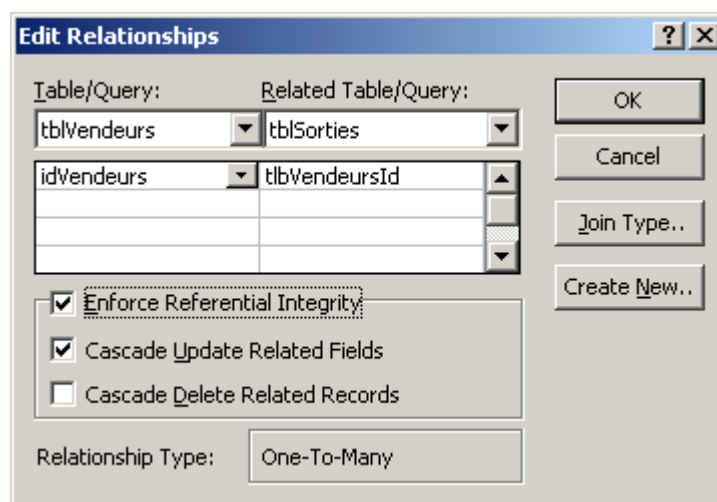 Edit Relationships
Table/Query: Related Table/Query:
OK
tblVendeurs tblSorties
Cancel
idVendeurs tlbVendeursId
Join Type..
Create New..
Enforce Referential Integrity
Cascade Update Related Fields
Cascade Delete Related Records
Relationship Type: One-To-Many